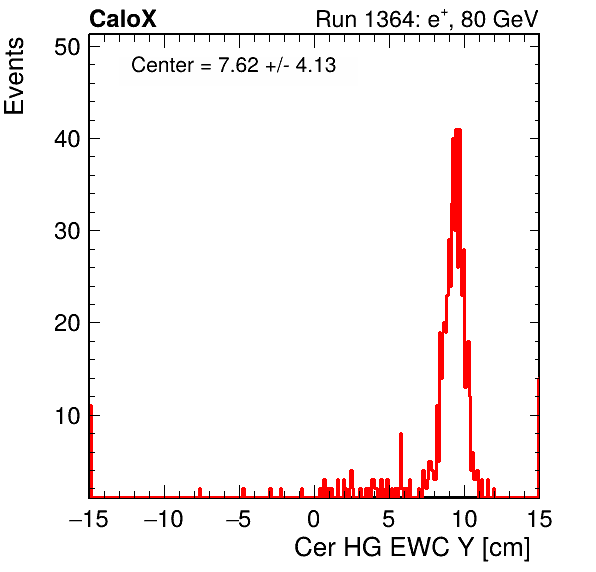 CaloX
Run 1364: e+, 80 GeV
Events
Center = 7.62 +/- 4.13
50
40
30
20
10
−15 −10 −5 0 5 10 15
Cer HG EWC Y [cm]